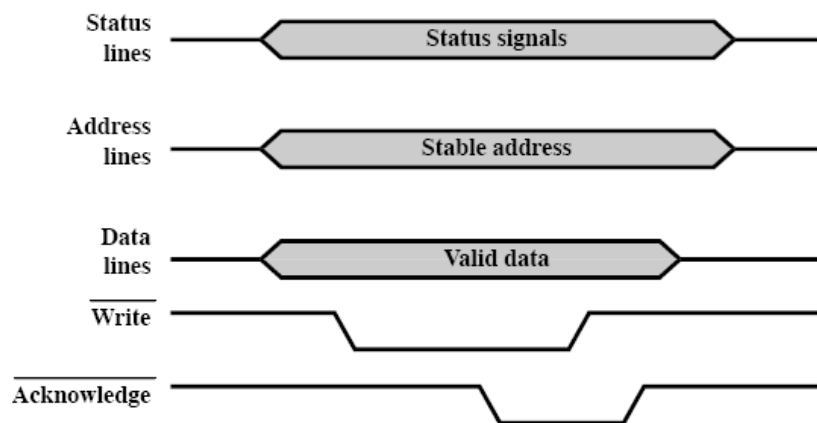 Status
lines
Status signals
Address
lines
Stable address
Data
lines
Valid data
Write
Acknowledge